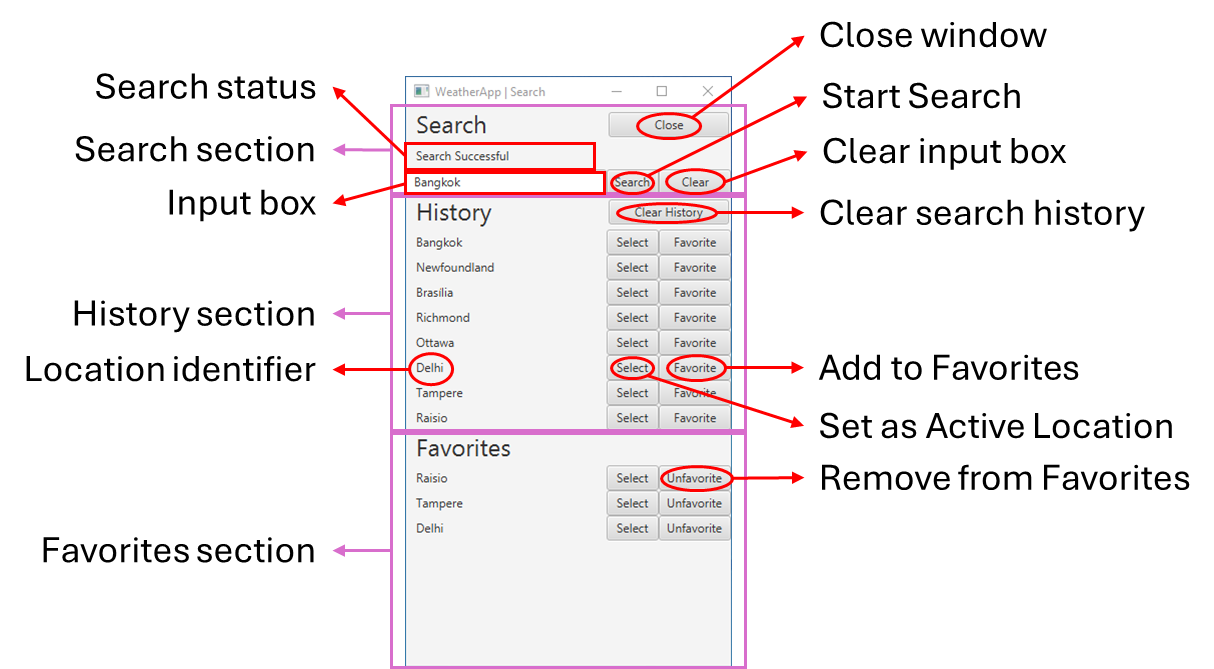 Close window
Search status
WeatherApp | Search
Start Search
Search
Close
Search section
Search Successful
Clear input box
Input box
Bangkok
Search
Clear
History
Clear History
Clear search history
Bangkok
Select
Favorite
Newfoundland
Select
Favorite
Brasília
Select
Favorite
History section
Richmond
Select
Favorite
Ottawa
Select
Favorite
Location identifier
Delhi
Select
Favorite
Add to Favorites
Tampere
Select
Favorite
Raisio
Select
Favorite
Set as Active Location
Favorites
Raisio
Select
Unfavorite
Remove from Favorites
Tampere
Select
Unfavorite
Delhi
Select
Unfavorite
Favorites section